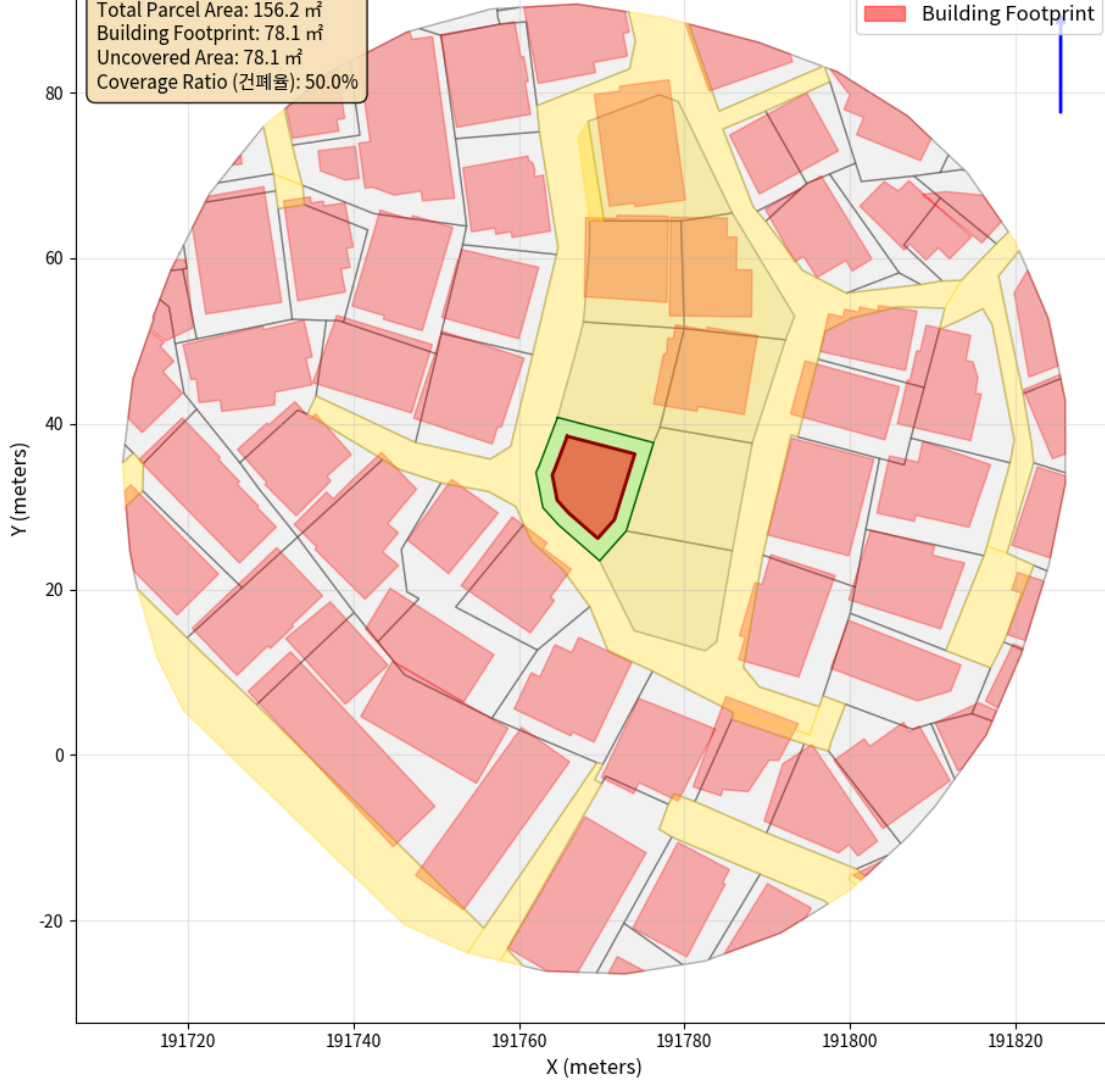 Total Parcel Area: 156.2 ㎡
Building Footprint: 78.1 ㎡
Uncovered Area: 78.1 ㎡
Coverage Ratio (건폐율): 50.0%
Building Footprint
80
60
40
20
0
-20
Y (meters)
191720
191740
191760
191780
191800
191820
X (meters)